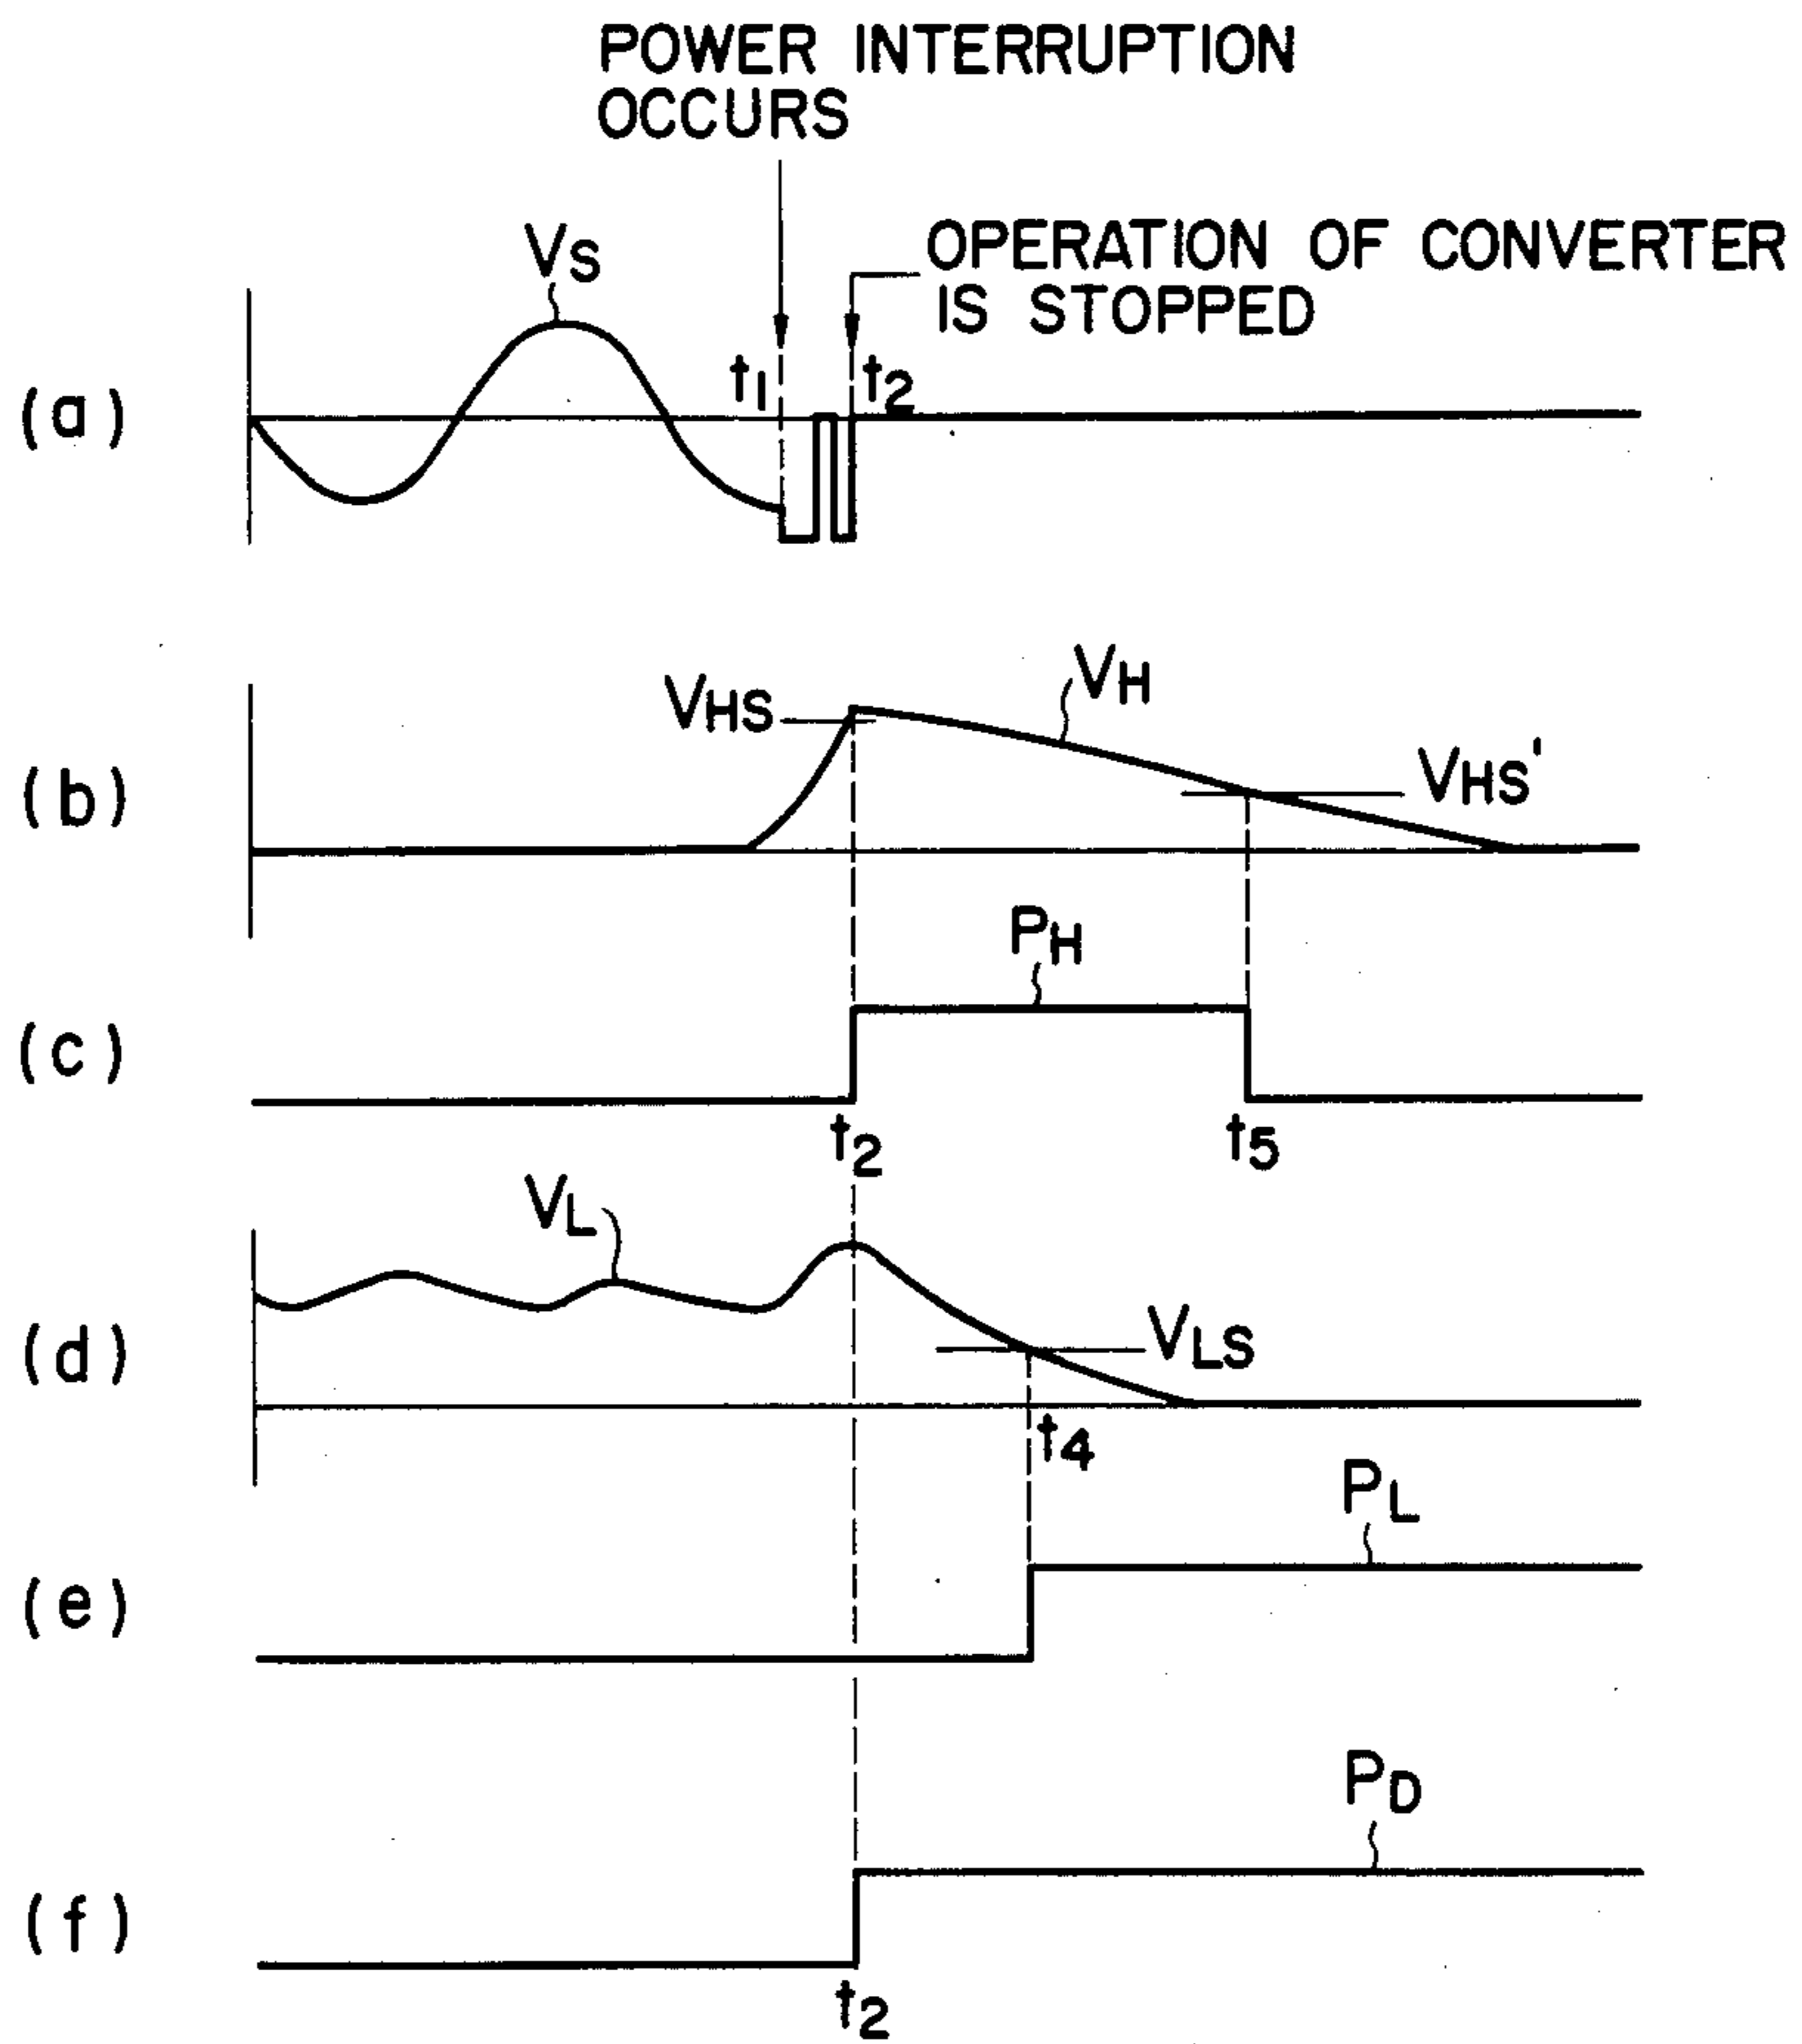 POWER INTERRUPTION
OCCURS
VS
OPERATION OF CONVERTER
IS STOPPED
t1
t2
(a)
VHS
VH
VHS'
(b)
PH
(c)
t2
t5
VL
VLS
(d)
t4
PL
(e)
PD
(f)
t2